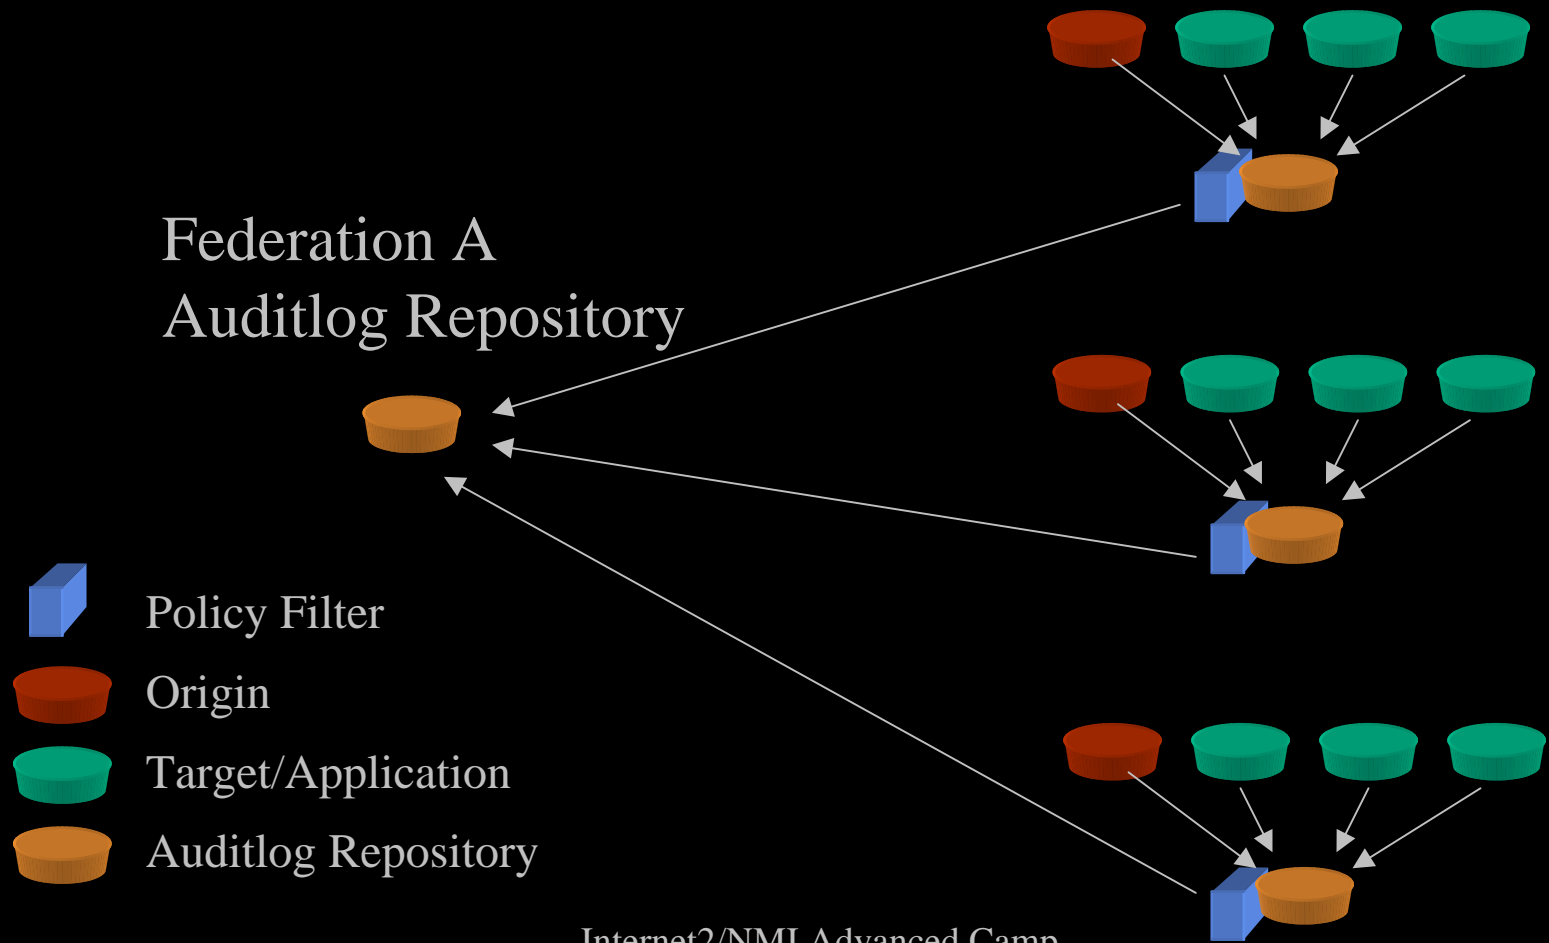 Federation A
Auditlog Repository
Policy Filter
Origin
Target/Application
Auditlog Repository
Internet2/NMI Advanced Camp